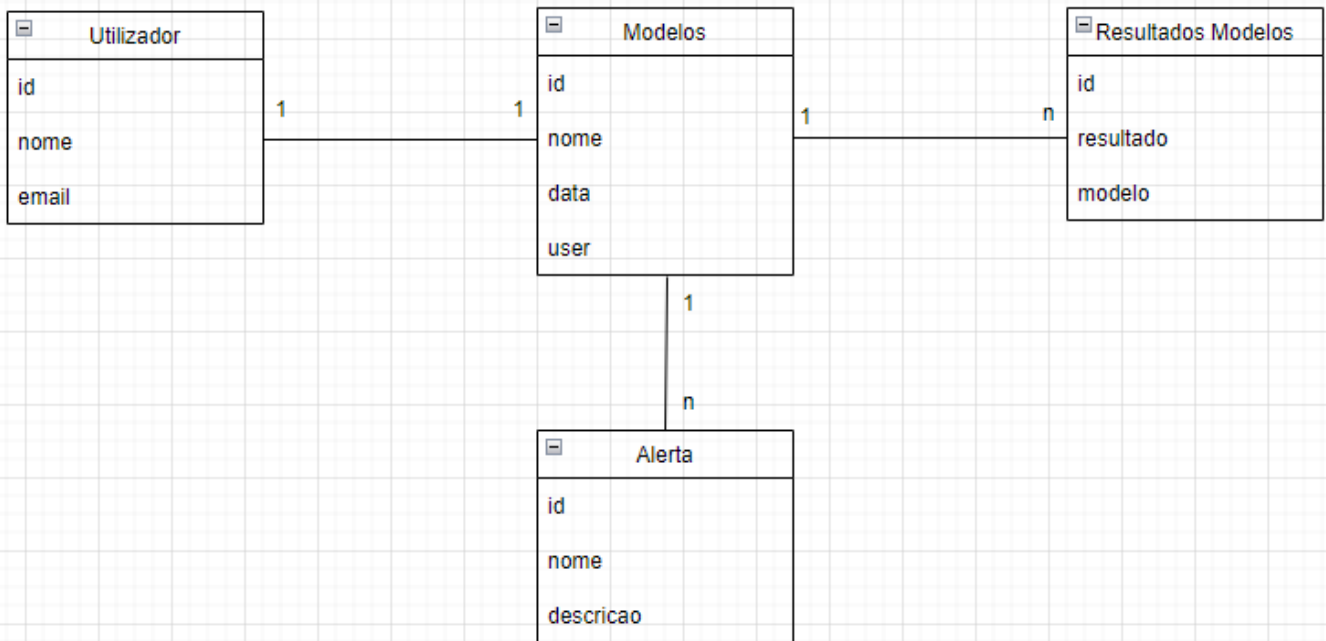 Utilizador
id
nome
email
1
1
Modelos
id
nome
data
user
1
n
Resultados Modelos
id
resultado
modelo
1
n
Alerta
id
nome
descricao